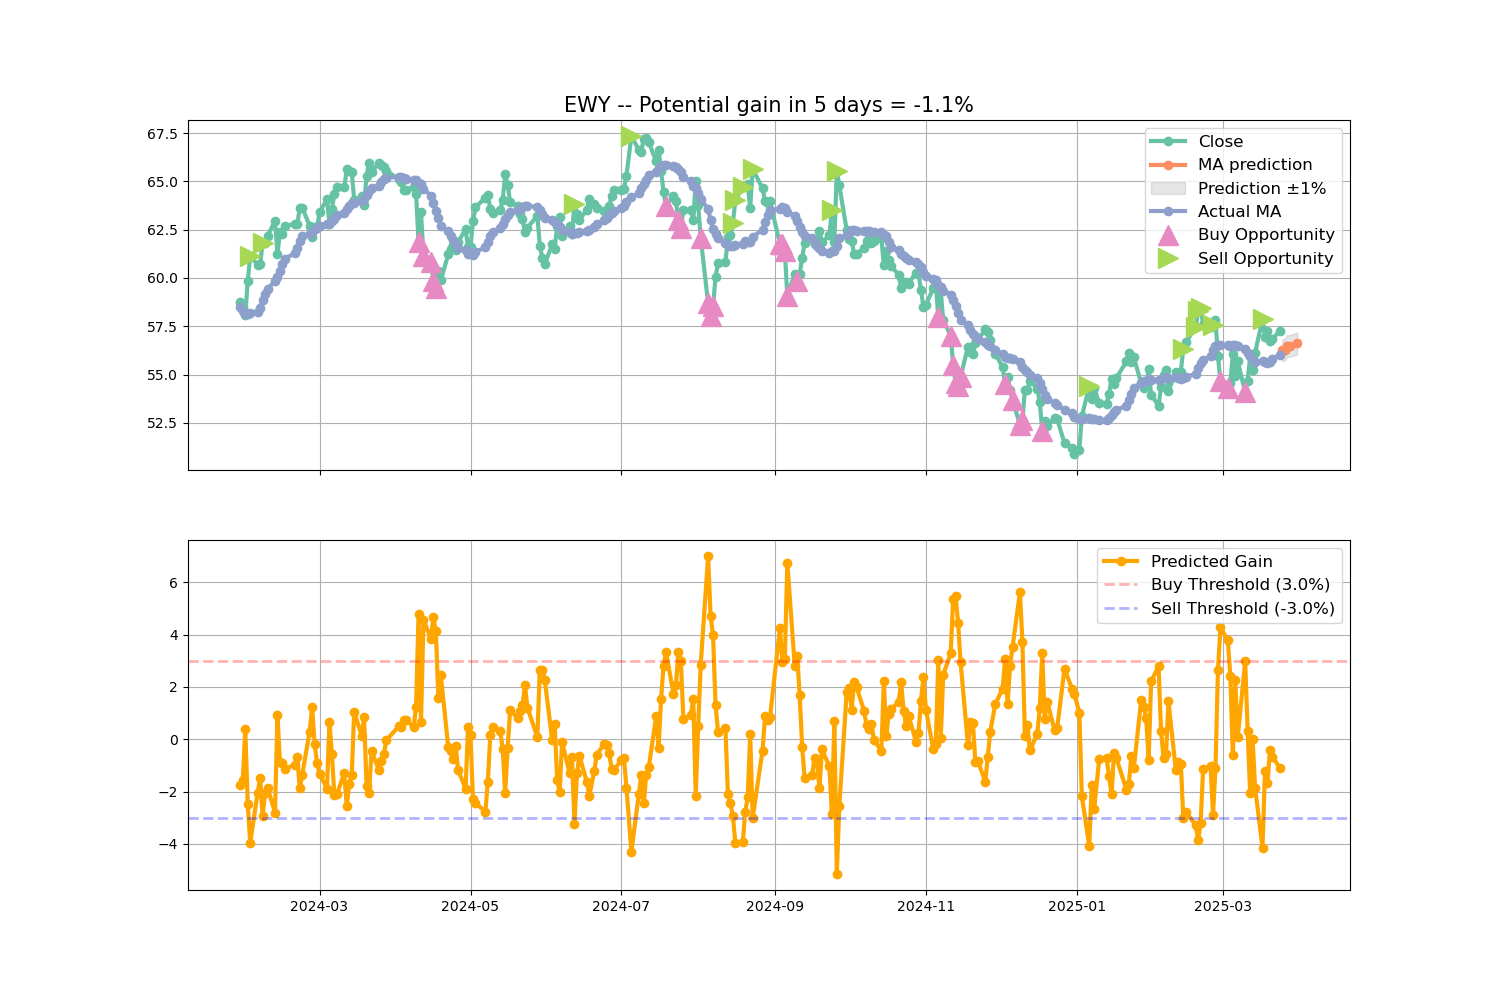 EWY -- Potential gain in 5 days = -1.1%
67.5
65.0
62.5
60.0
57.5
55.0
52.5
Close
MA prediction
Prediction ±1%
Actual MA
Buy Opportunity
Sell Opportunity
6
4
2
0
−2
−4
Predicted Gain
Buy Threshold (3.0%)
Sell Threshold (-3.0%)
2024-03
2024-05
2024-07
2024-09
2024-11
2025-01
2025-03